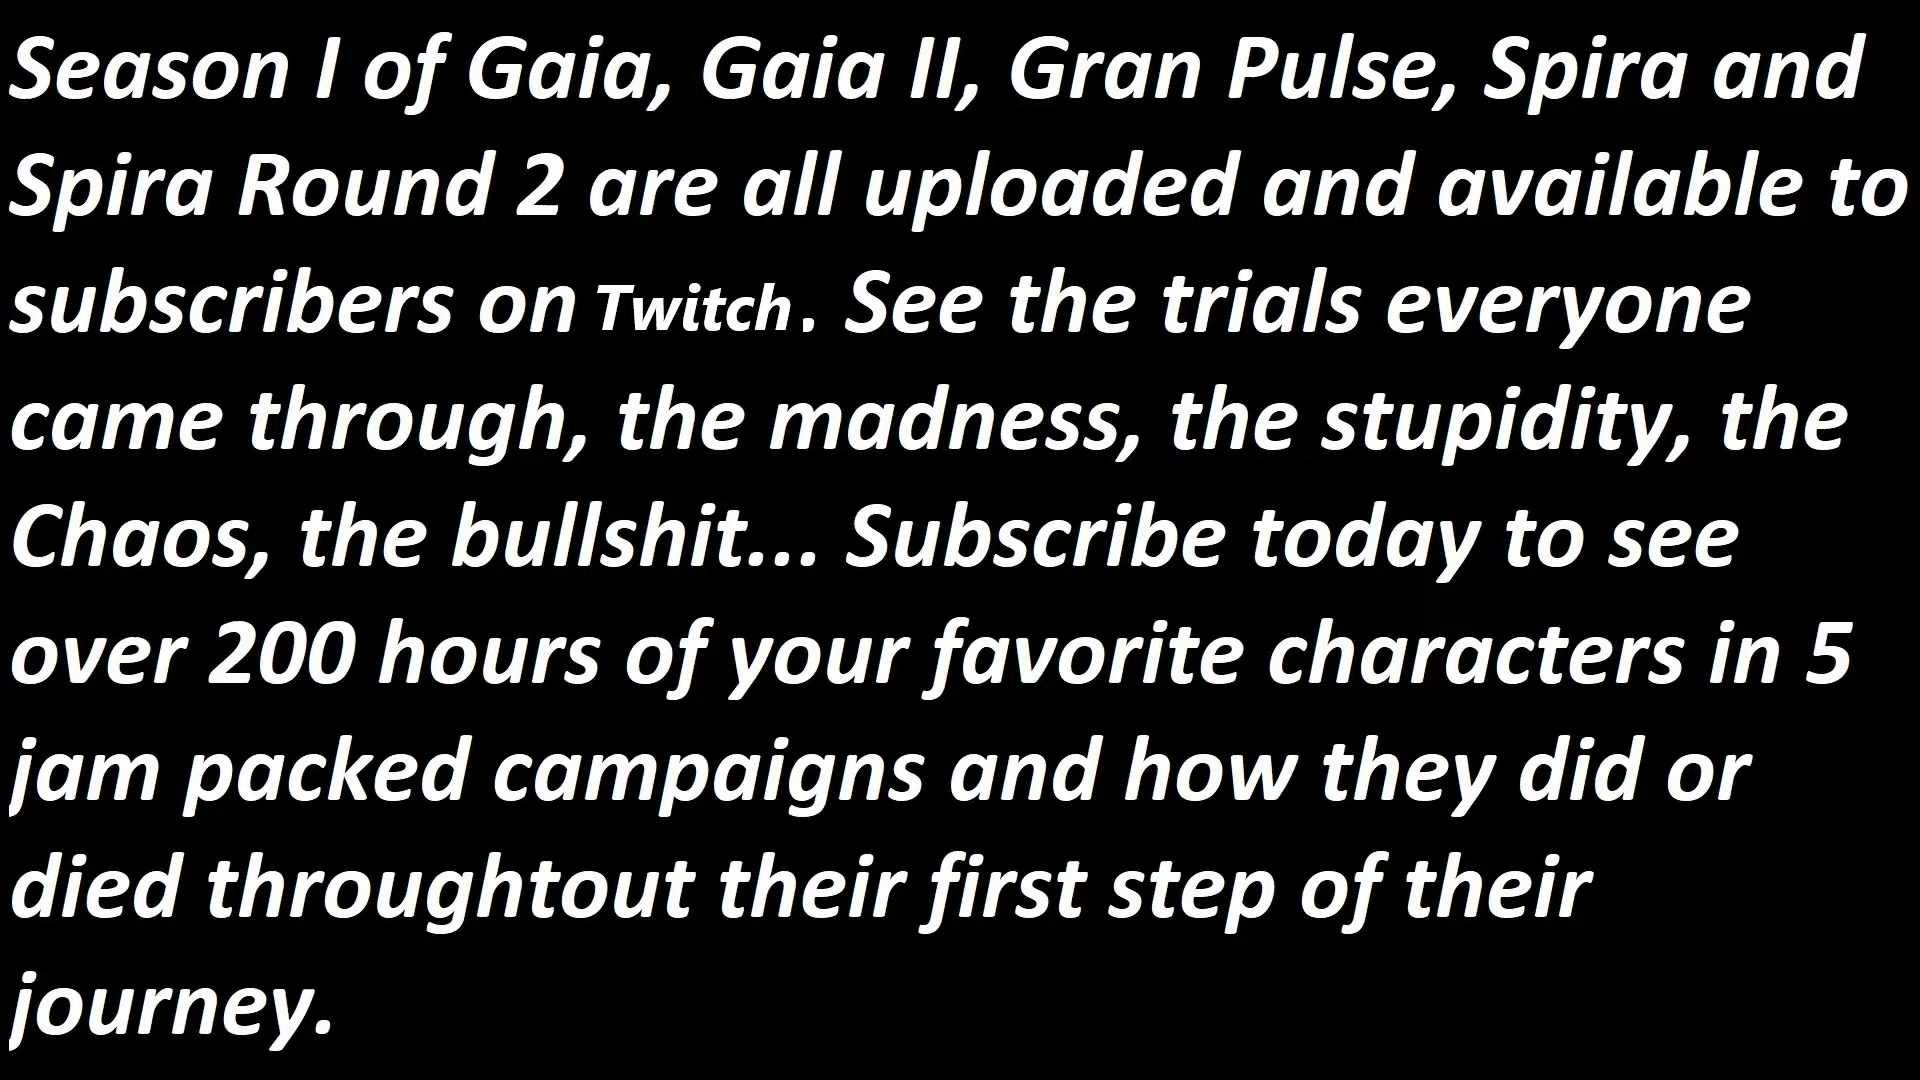 Season I of Gaia, Gaia II, Gran Pulse, Spira and
Spira Round 2 are all uploaded and available to
subscribers on Twitch. See the trials everyone
came through, the madness, the stupidity, the
Chaos, the bullshit... Subscribe today to see
over 200 hours of your favorite characters in 5
jam packed campaigns and how they did or
died throughtout their first step of their
journey.